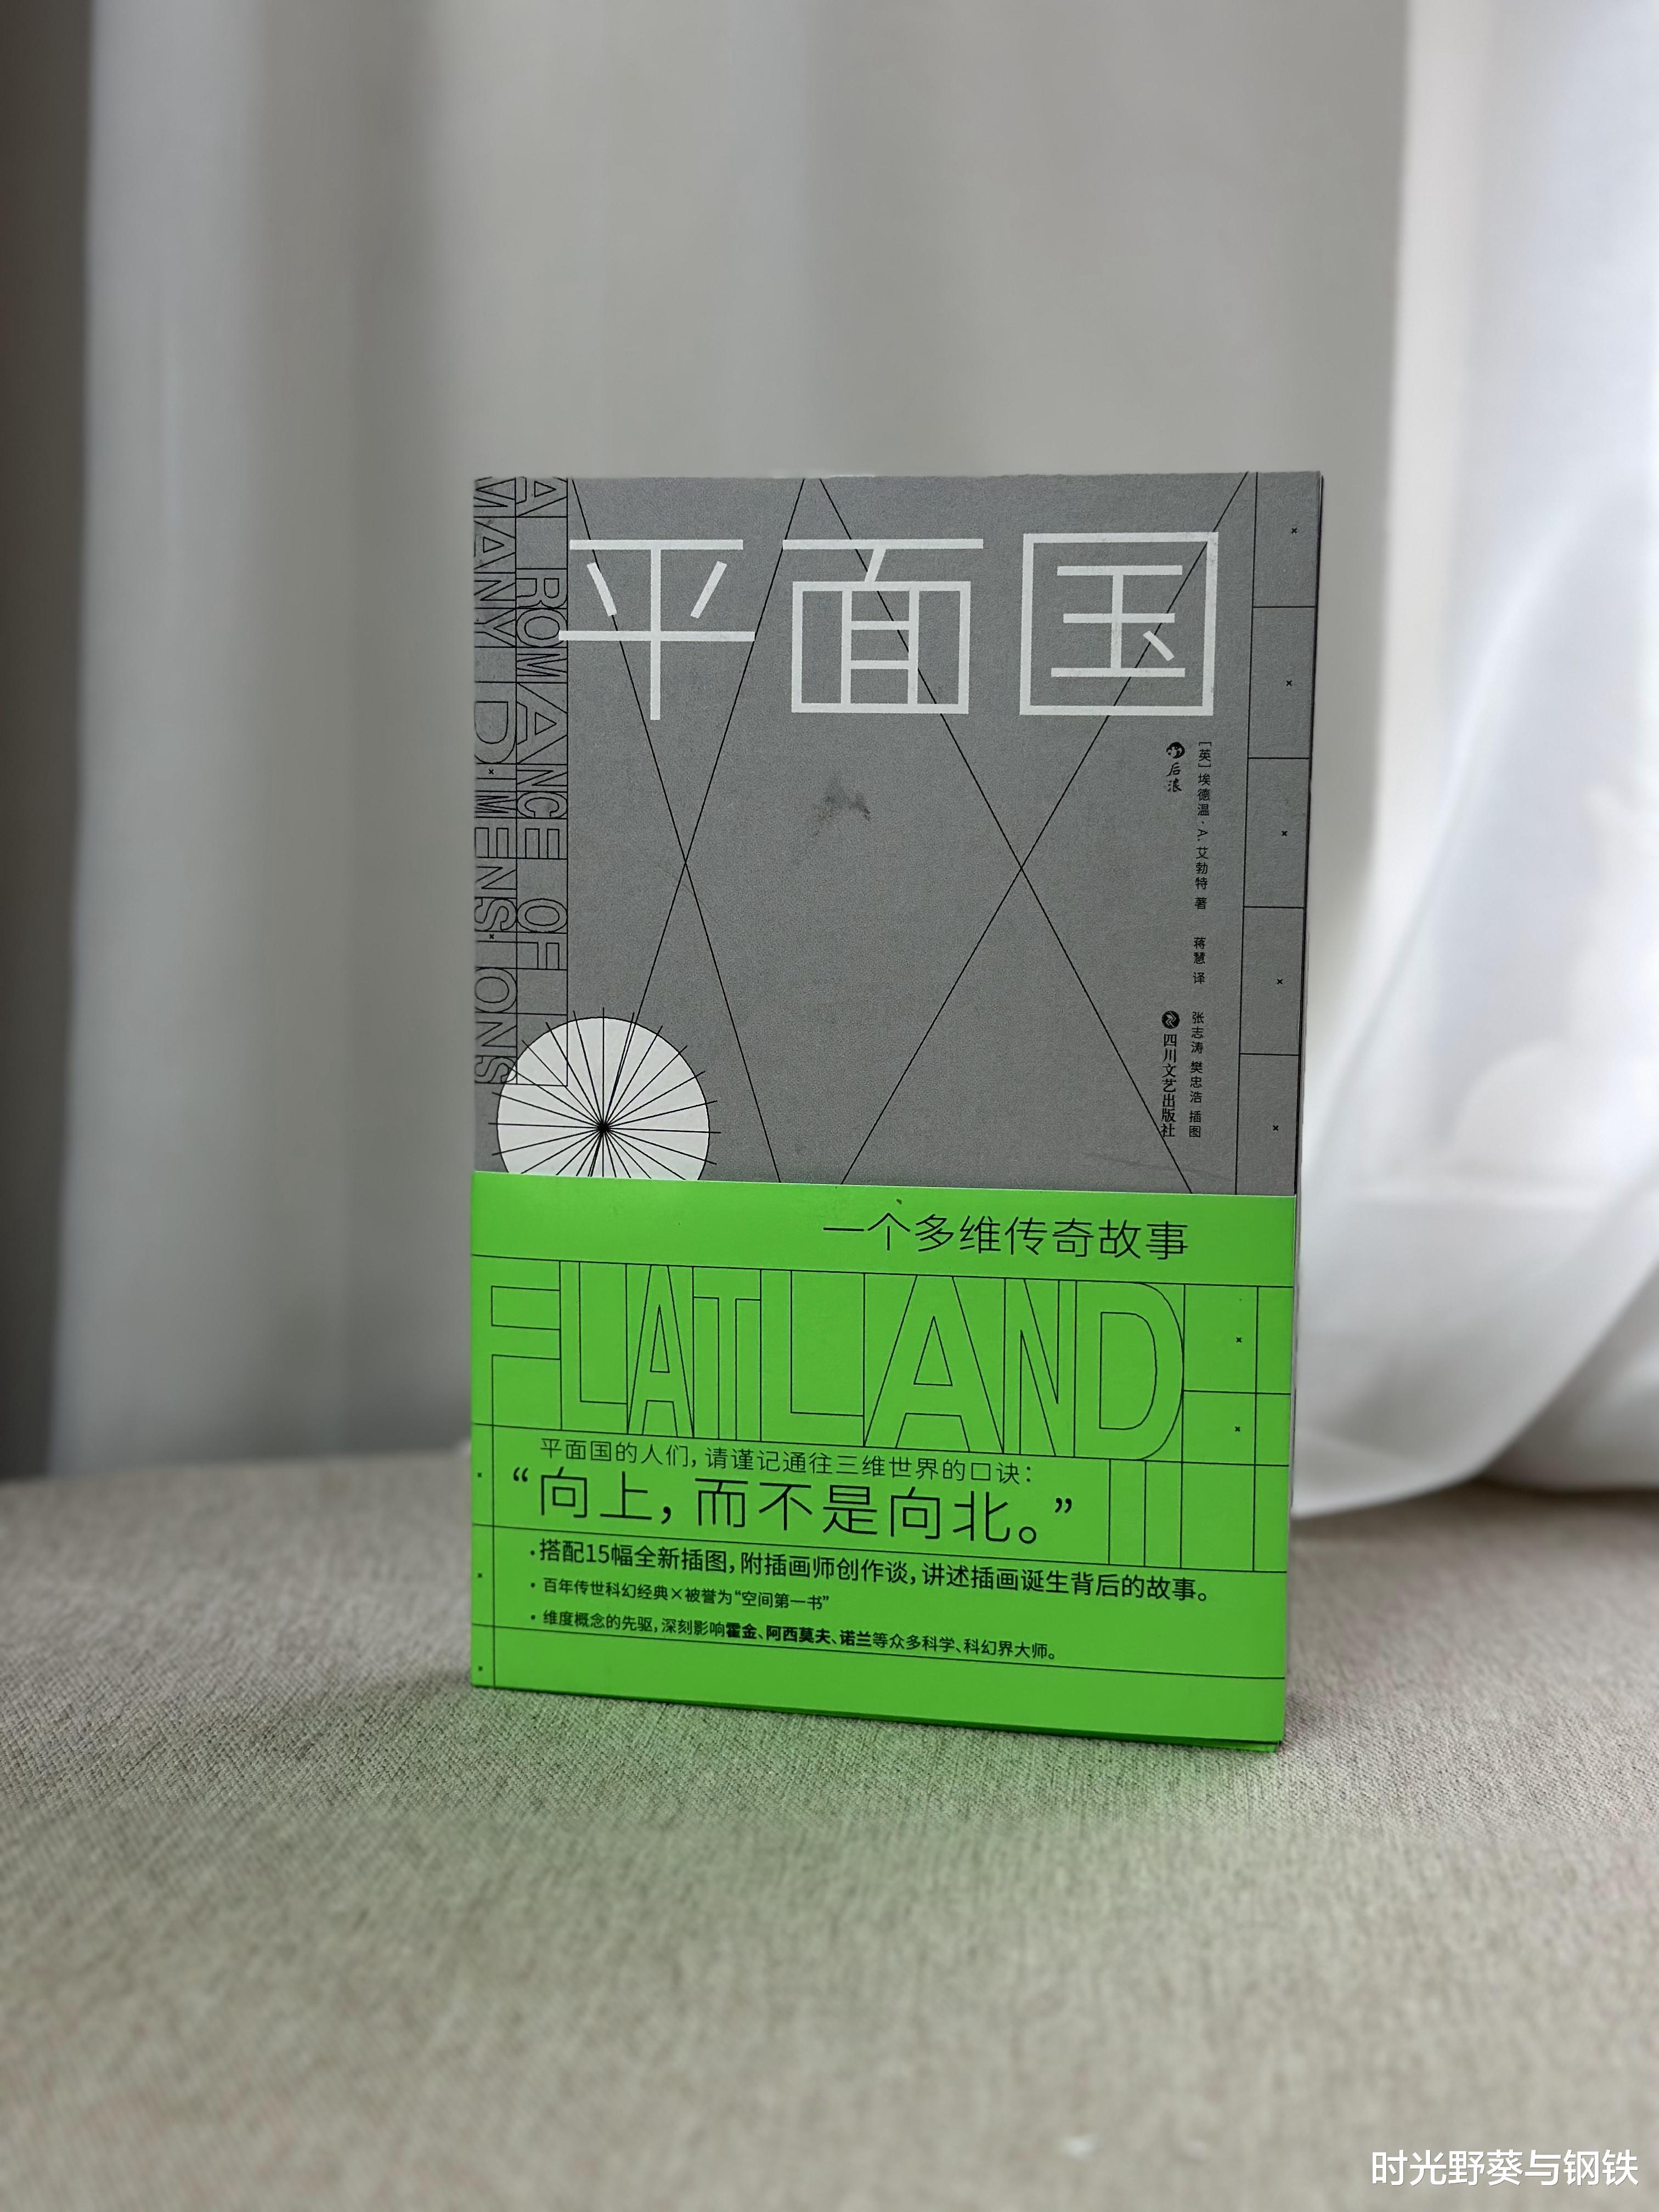 平面国
A ROMANCE OF
MANY DIMENSIONS
[英]埃德温·A.艾勃特 著 蒋慧 译 张志涛 樊忠浩 插图
后浪
四川文艺出版社
一个多维传奇故事
FLATLAND
平面国的人们，请谨记通往三维世界的口诀：
“向上，而不是向北。”
·搭配15幅全新插图，附插画师创作谈，讲述插画诞生背后的故事。
·百年传世科幻经典×被誉为“空间第一书”
·维度概念的先驱，深刻影响霍金、阿西莫夫、诺兰等众多科学、科幻界大师。
时光野葵与钢铁